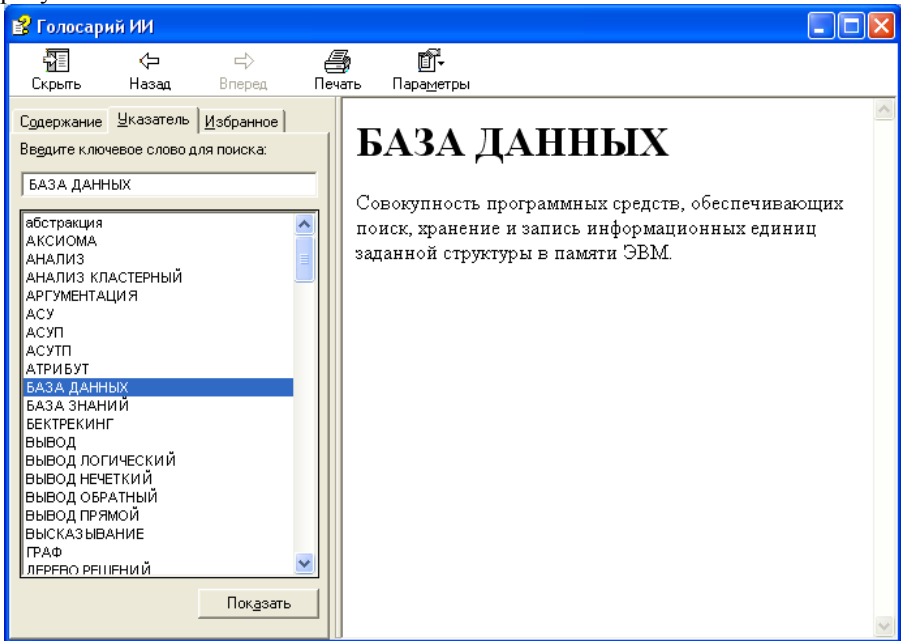 Голосарий ИИ
Скрыть Назад Вперед Печать Параметры
Содержание Указатель Избранное
Введите ключевое слово для поиска:
БАЗА ДАННЫХ
абстракция
АКСИОМА
АНАЛИЗ
АНАЛИЗ КЛАСТЕРНЫЙ
АРГУМЕНТАЦИЯ
АСУ
АСУП
АСУТП
АТРИБУТ
БАЗА ДАННЫХ
БАЗА ЗНАНИЙ
БЕКТРЕКИНГ
ВЫВОД
ВЫВОД ЛОГИЧЕСКИЙ
ВЫВОД НЕЧЕТКИЙ
ВЫВОД ОБРАТНЫЙ
ВЫВОД ПРЯМОЙ
ВЫСКАЗЫВАНИЕ
ГРАФ
ДЕРЕВО РЕШЕНИЙ
Показать
БАЗА ДАННЫХ
Совокупность программных средств, обеспечивающих
поиск, хранение и запись информационных единиц
заданной структуры в памяти ЭВМ.